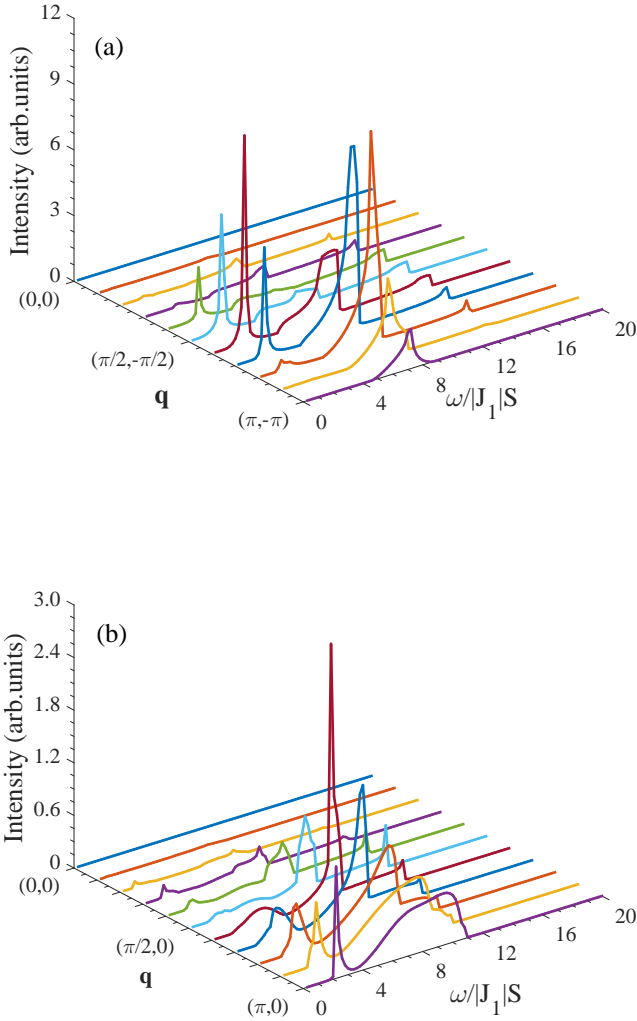 (a)
Intensity (arb.units)
12
9
6
3
0
(0,0)
(π/2,-π/2)
(π,-π)
q
0
4
8
12
16
20
ω/|J₁|S
(b)
Intensity (arb.units)
3.0
2.4
1.8
1.2
0.6
0
(0,0)
(π/2,0)
(π,0)
q
0
4
8
12
16
20
ω/|J₁|S